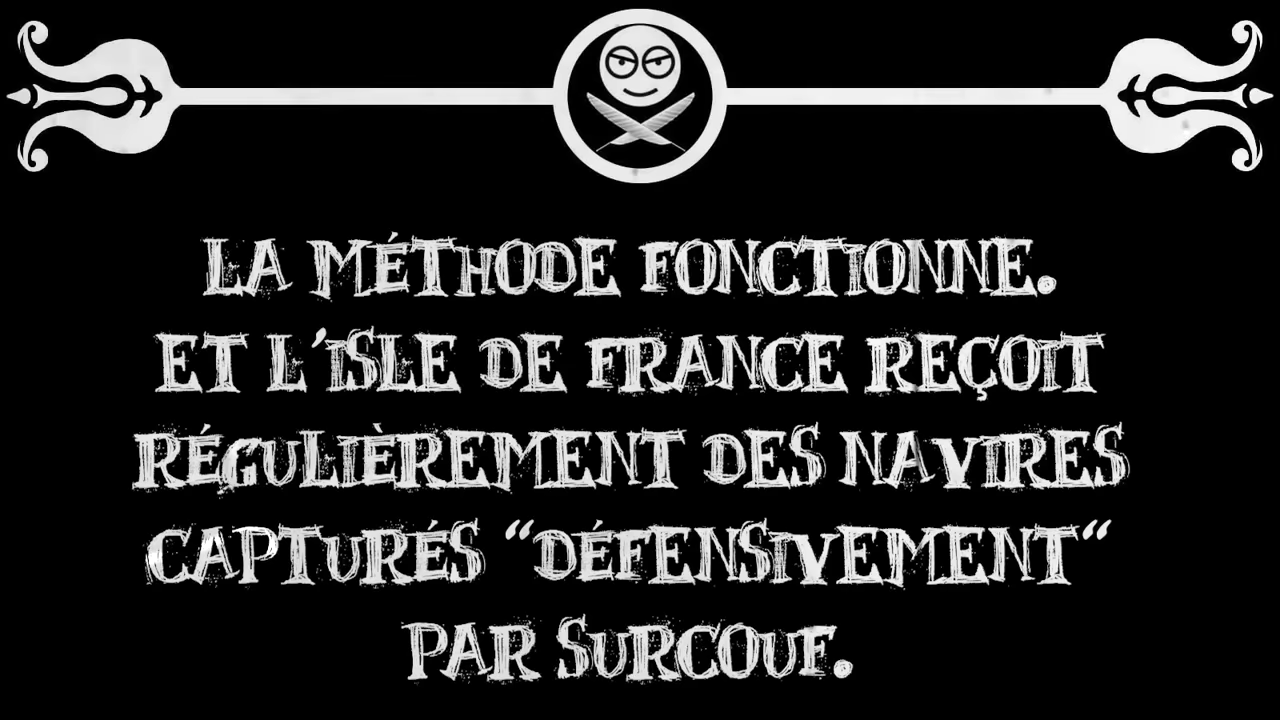 LA MÉTHODE FONCTIONNE.
ET L'ISLE DE FRANCE REÇOIT
RÉGULIÈREMENT DES NAVIRES
CAPTURÉS “DÉFENSIVEMENT“
PAR SURCOUF.